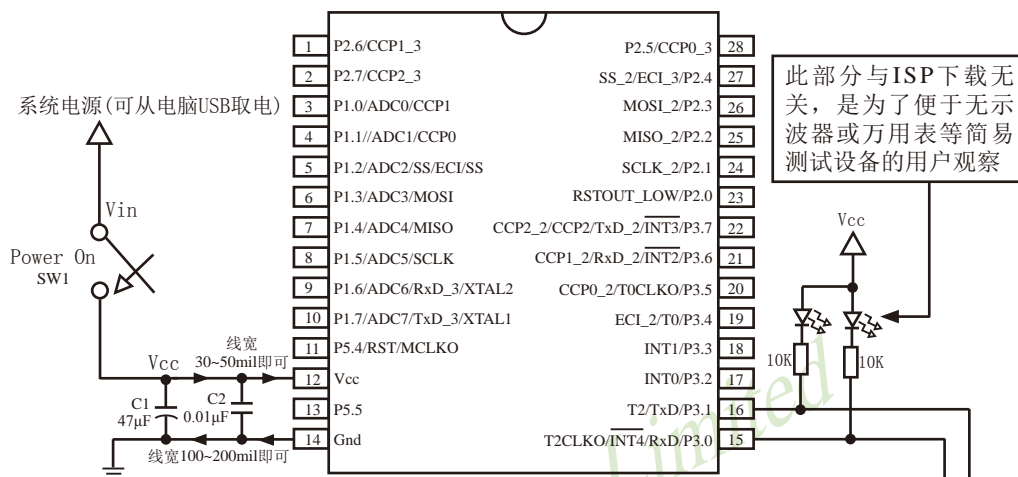 系统电源(可从电脑USB取电)
Vin
Power On
SW1
Vcc
线宽
30~50mil即可
C1
47μF
C2
0.01μF
线宽100~200mil即可
1 P2.6/CCP1_3
2 P2.7/CCP2_3
3 P1.0/ADC0/CCP1
4 P1.1//ADC1/CCP0
5 P1.2/ADC2/SS/ECI/SS
6 P1.3/ADC3/MOSI
7 P1.4/ADC4/MISO
8 P1.5/ADC5/SCLK
9 P1.6/ADC6/RxD_3/XTAL2
10 P1.7/ADC7/TxD_3/XTAL1
11 P5.4/RST/MCLKO
12 Vcc
13 P5.5
14 Gnd
P2.5/CCP0_3 28
SS_2/ECI_3/P2.4 27
MOSI_2/P2.3 26
MISO_2/P2.2 25
SCLK_2/P2.1 24
RSTOUT_LOW/P2.0 23
CCP2_2/CCP2/TxD_2/INT3/P3.7 22
CCP1_2/RxD_2/INT2/P3.6 21
CCP0_2/T0CLKO/P3.5 20
ECI_2/T0/P3.4 19
INT1/P3.3 18
INT0/P3.2 17
T2/TxD/P3.1 16
T2CLKO/INT4/RxD/P3.0 15
此部分与ISP下载无
关，是为了便于无示
波器或万用表等简易
测试设备的用户观察
Vcc
10K
10K
Limited